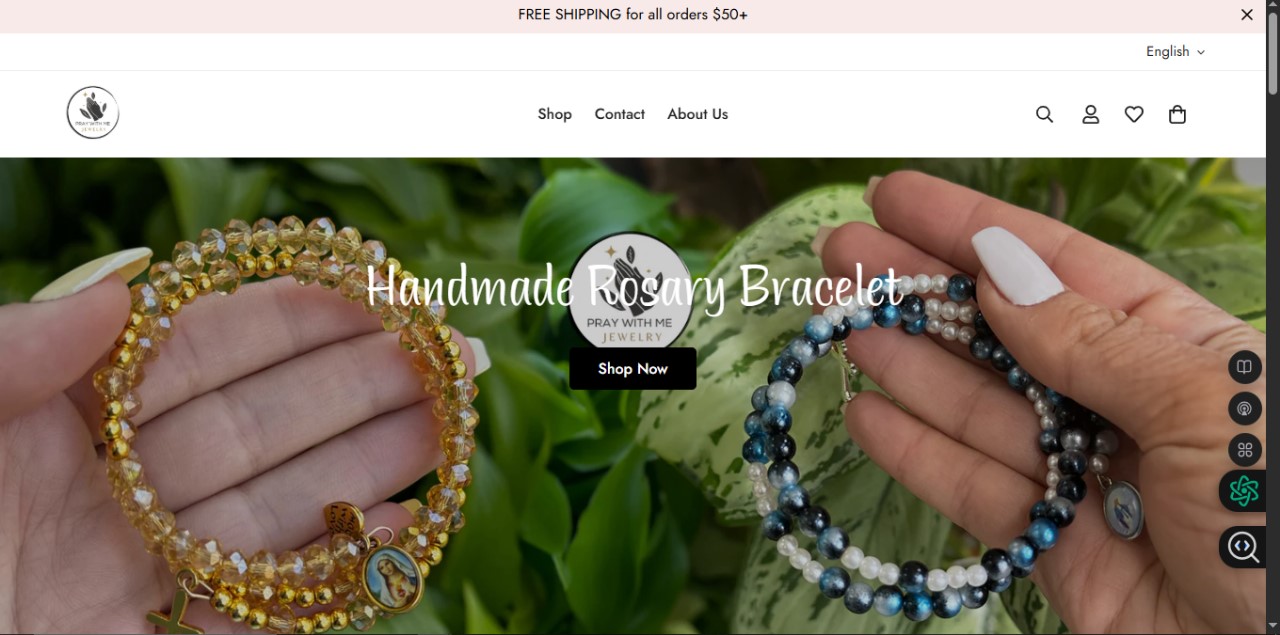 FREE SHIPPING for all orders $50+
English
Shop
Contact
About Us
PRAY WITH ME
JEWELRY
Handmade Rosary Bracelet
PRAY WITH ME
JEWELRY
Shop Now